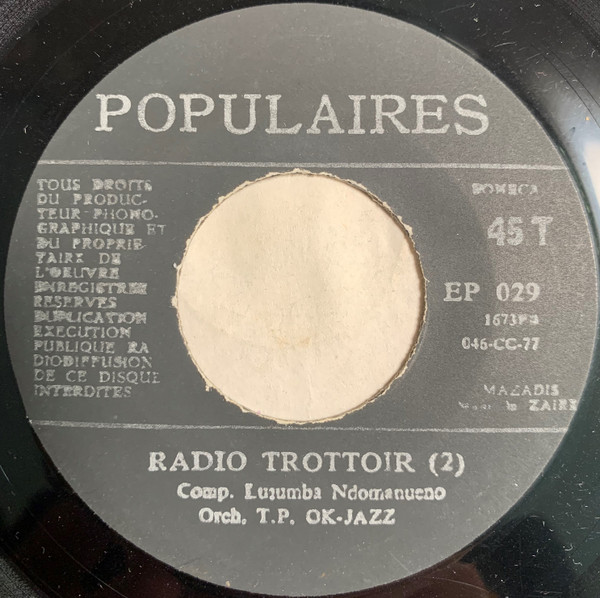 POPULAIRES
TOUS DROITS
DU PRODUC-
TEUR PHONO-
GRAPHIQUE ET
DU PROPRIE-
TAIRE DE
L'OEUVRE
ENREGISTREE
RESERVES
DUPLICATION
EXECUTION
PUBLIQUE RA
DIODIFFUSION
DE CE DISQUE
INTERDITES
SONECA
45 T
EP 029
046-CC-77
MAZADIS
ZAIRE
RADIO TROTTOIR (2)
Comp. Luzumba Ndomanueno
Orch. T.P. OK-JAZZ